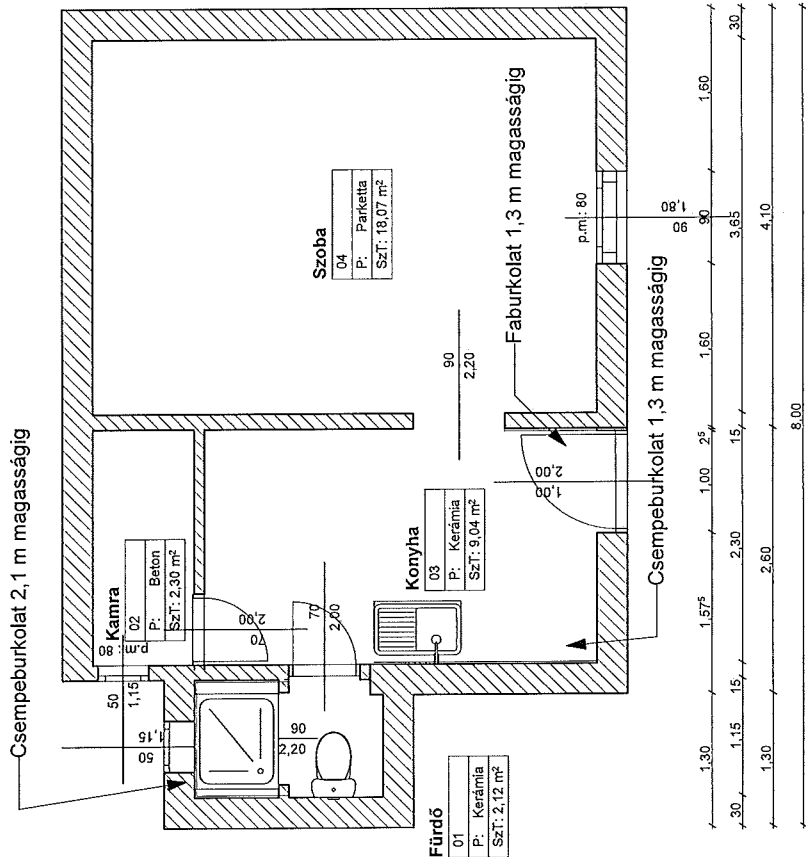 Csempeburkolat 2,1 m magasságig
Kamra
02
P: Beton
SzT: 2,30 m²
p.m.: 80
50
1,15
50
1,15
70
2,00
70
2,00
90
2,20
Fürdő
01
P: Kerámia
SzT: 2,12 m²
Konyha
03
P: Kerámia
SzT: 9,04 m²
Szoba
04
P: Parketta
SzT: 18,07 m²
90
2,20
1,00
2,00
Faburkolat 1,3 m magasságig
Csempeburkolat 1,3 m magasságig
p.m.: 80
90
1,80
1,30 1,575 1,00 25 1,60 90 1,60
30 1,15 15 2,30 15 3,65 30
1,30 2,60 4,10
8,00